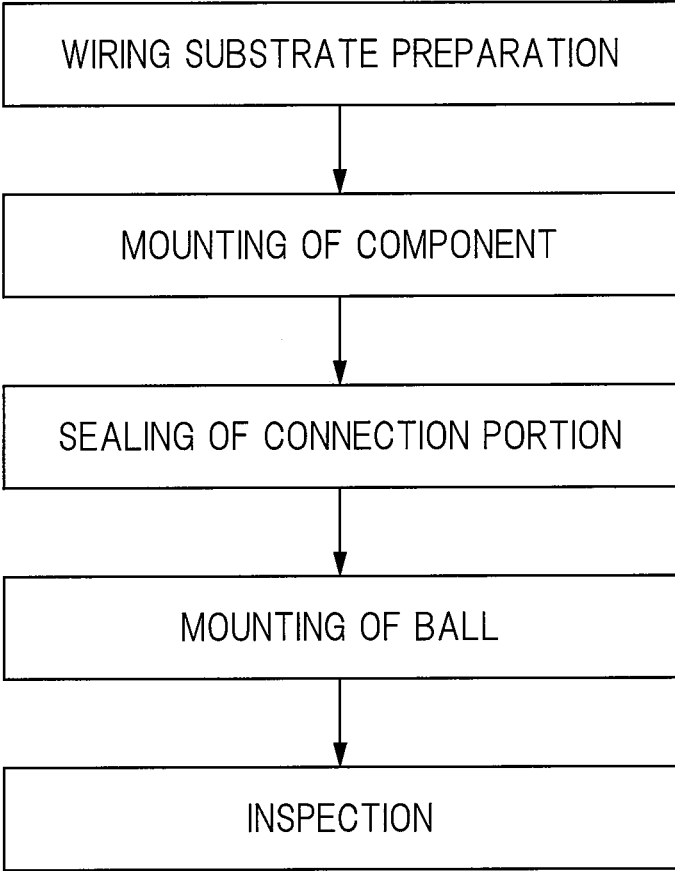 WIRING SUBSTRATE PREPARATION
MOUNTING OF COMPONENT
SEALING OF CONNECTION PORTION
MOUNTING OF BALL
INSPECTION